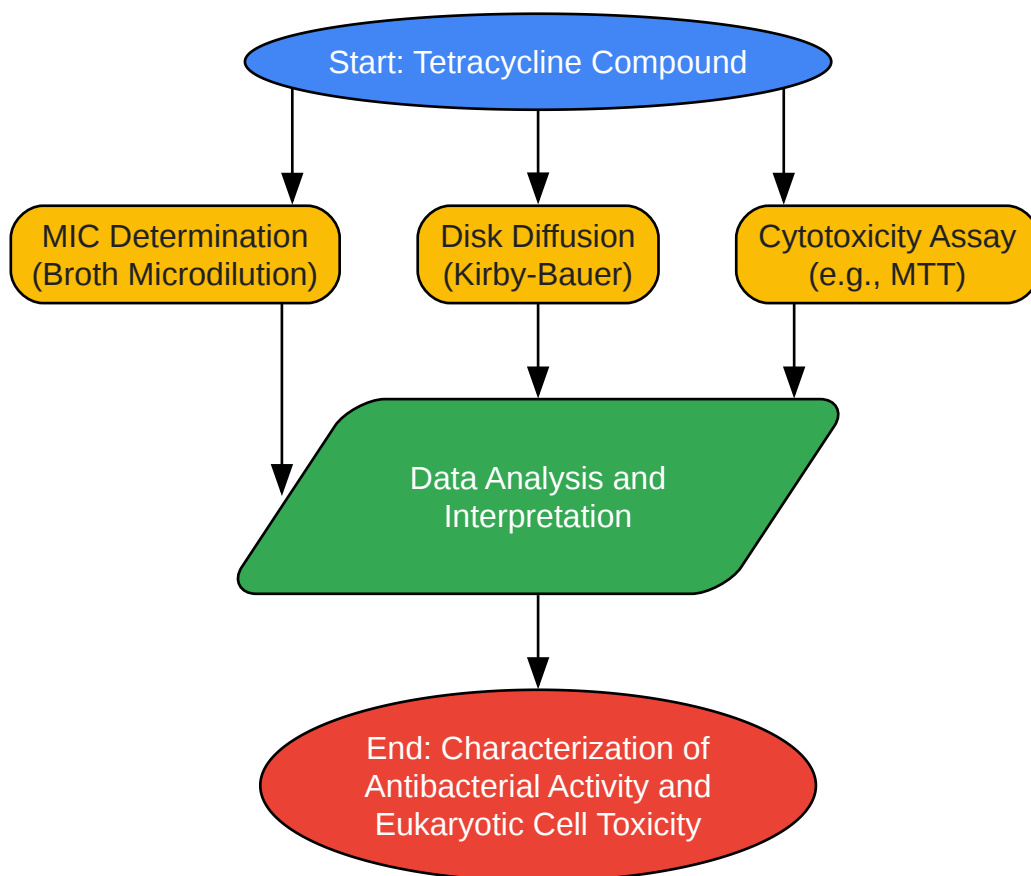 Start: Tetracycline Compound
MIC Determination
(Broth Microdilution)
Disk Diffusion
(Kirby-Bauer)
Cytotoxicity Assay
(e.g., MTT)
Data Analysis and
Interpretation
End: Characterization of
Antibacterial Activity and
Eukaryotic Cell Toxicity